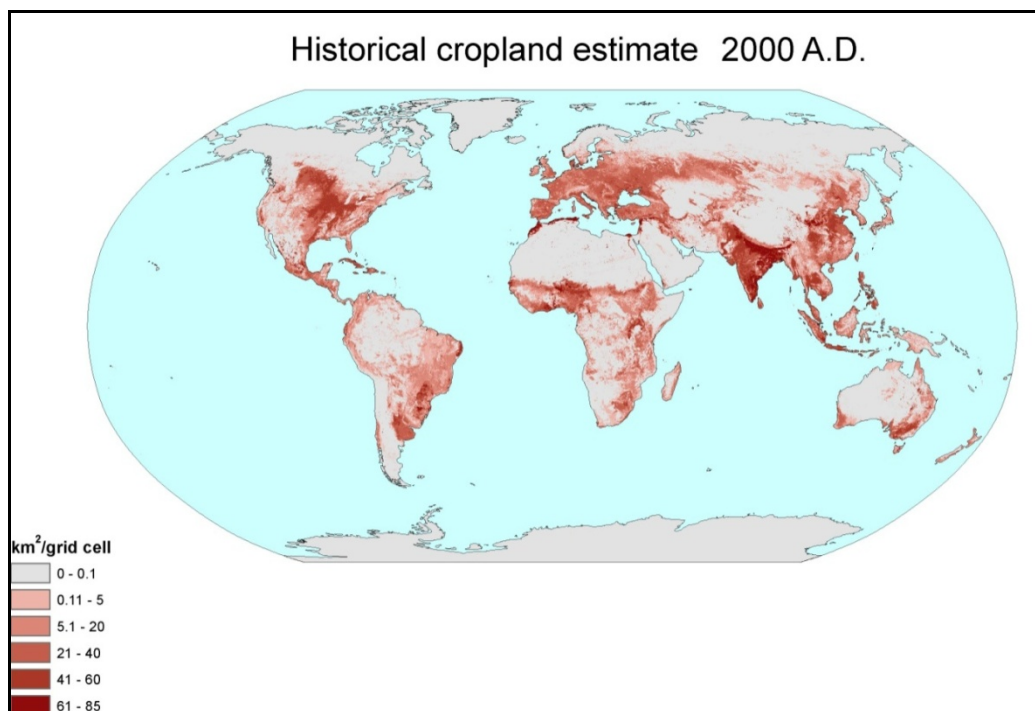 Historical cropland estimate 2000 A.D.
km²/grid cell
0 - 0.1
0.11 - 5
5.1 - 20
21 - 40
41 - 60
61 - 85